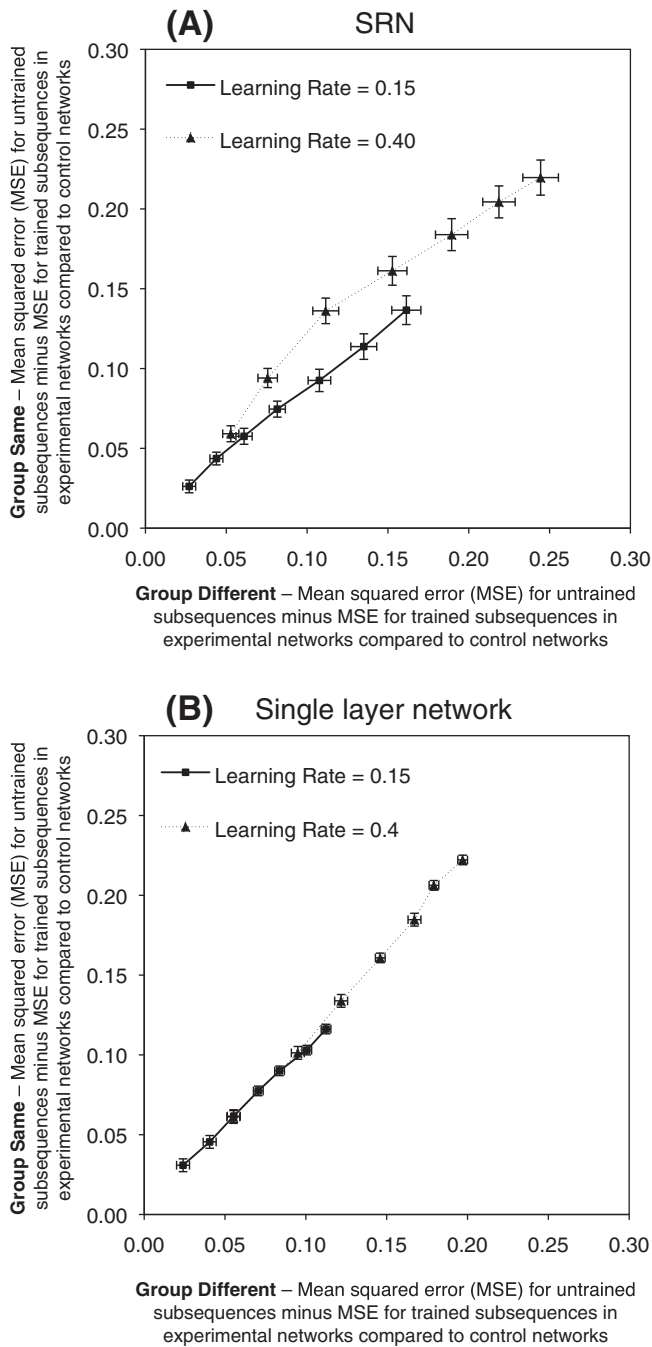 (A) SRN
0.30
0.25
0.20
0.15
0.10
0.05
0.00
Group Same – Mean squared error (MSE) for untrained
subsequences minus MSE for trained subsequences in
experimental networks compared to control networks
Learning Rate = 0.15
Learning Rate = 0.40
0.00 0.05 0.10 0.15 0.20 0.25 0.30
Group Different – Mean squared error (MSE) for untrained
subsequences minus MSE for trained subsequences in
experimental networks compared to control networks
(B) Single layer network
0.30
0.25
0.20
0.15
0.10
0.05
0.00
Group Same – Mean squared error (MSE) for untrained
subsequences minus MSE for trained subsequences in
experimental networks compared to control networks
Learning Rate = 0.15
Learning Rate = 0.4
0.00 0.05 0.10 0.15 0.20 0.25 0.30
Group Different – Mean squared error (MSE) for untrained
subsequences minus MSE for trained subsequences in
experimental networks compared to control networks